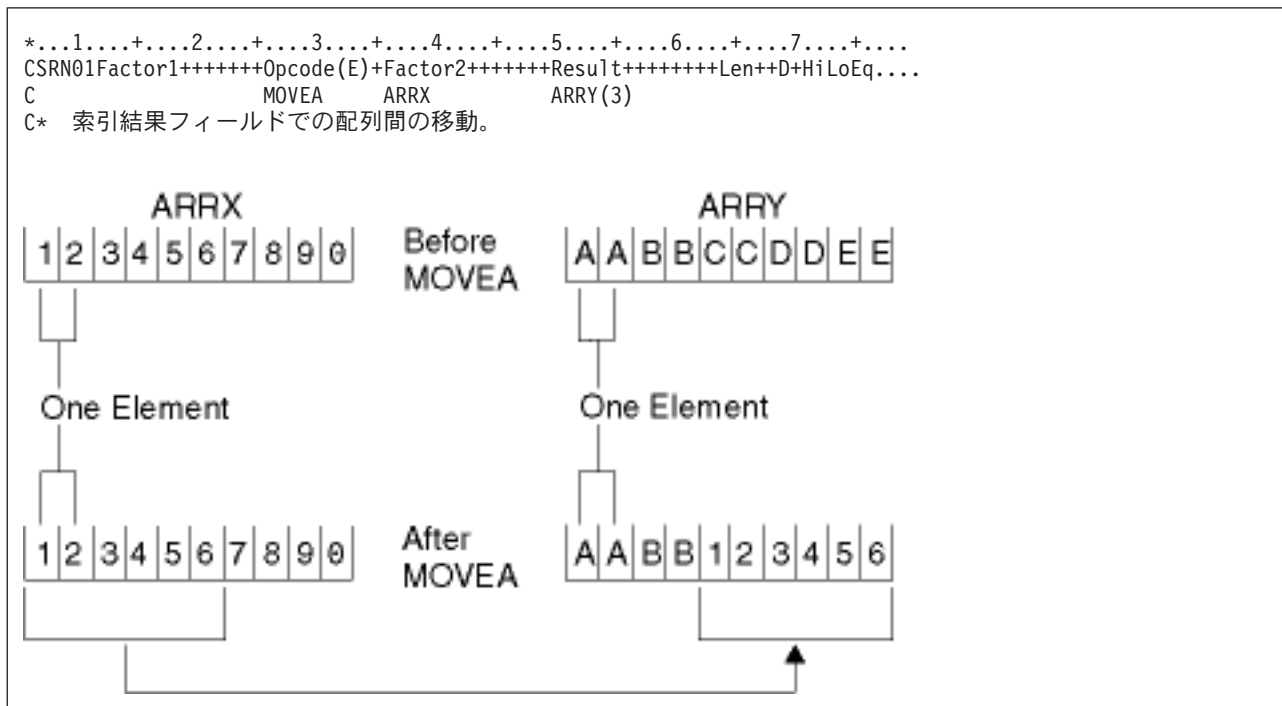 *...1....+....2....+....3....+....4....+....5....+....6....+....7....+....
CSRN01Factor1+++++++Opcode(E)+Factor2+++++++Result++++++++Len++D+HiLoEq....
C                   MOVEA     ARRX          ARRY(3)
C*  索引結果フィールドでの配列間の移動。
ARRX ARRY
1 2 3 4 5 6 7 8 9 0 Before MOVEA A A B B C C D D E E
One Element One Element
1 2 3 4 5 6 7 8 9 0 After MOVEA A A B B 1 2 3 4 5 6